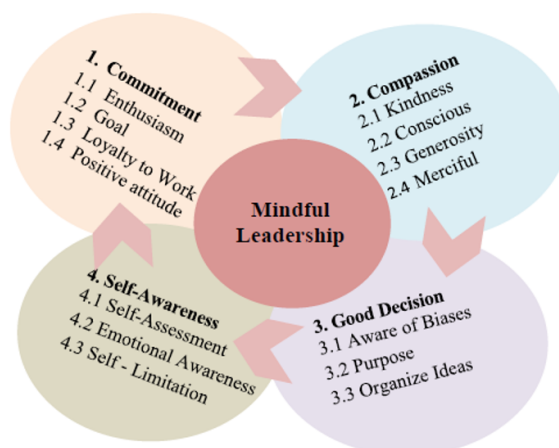 1. Commitment
1.1 Enthusiasm
1.2 Goal
1.3 Loyalty to Work
1.4 Positive attitude
2. Compassion
2.1 Kindness
2.2 Conscious
2.3 Generosity
2.4 Merciful
Mindful
Leadership
3. Good Decision
3.1 Aware of Biases
3.2 Purpose
3.3 Organize Ideas
4. Self-Awareness
4.1 Self-Assessment
4.2 Emotional Awareness
4.3 Self - Limitation